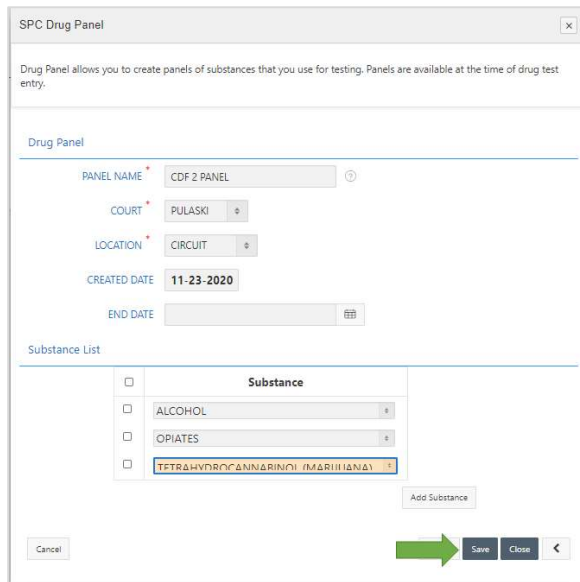 SPC Drug Panel
Drug Panel allows you to create panels of substances that you use for testing. Panels are available at the time of drug test
entry.
Drug Panel
PANEL NAME * CDF 2 PANEL
COURT * PULASKI
LOCATION * CIRCUIT
CREATED DATE 11-23-2020
END DATE
Substance List
Substance
ALCOHOL
OPIATES
TETRAHYDROCANNABINOL (MARIJUANA)
Add Substance
Cancel Save Close